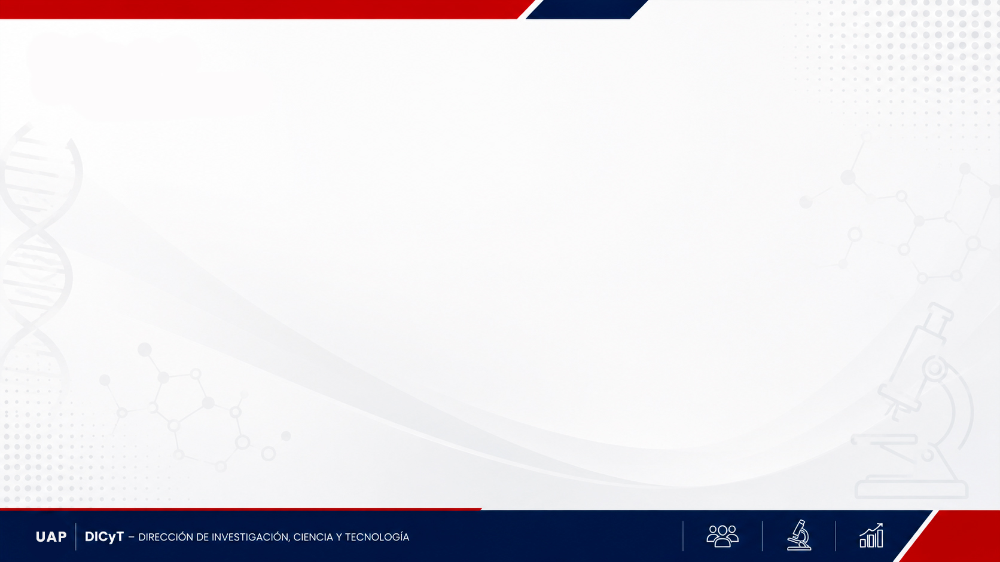 UAP DICyT – DIRECCIÓN DE INVESTIGACIÓN, CIENCIA Y TECNOLOGÍA